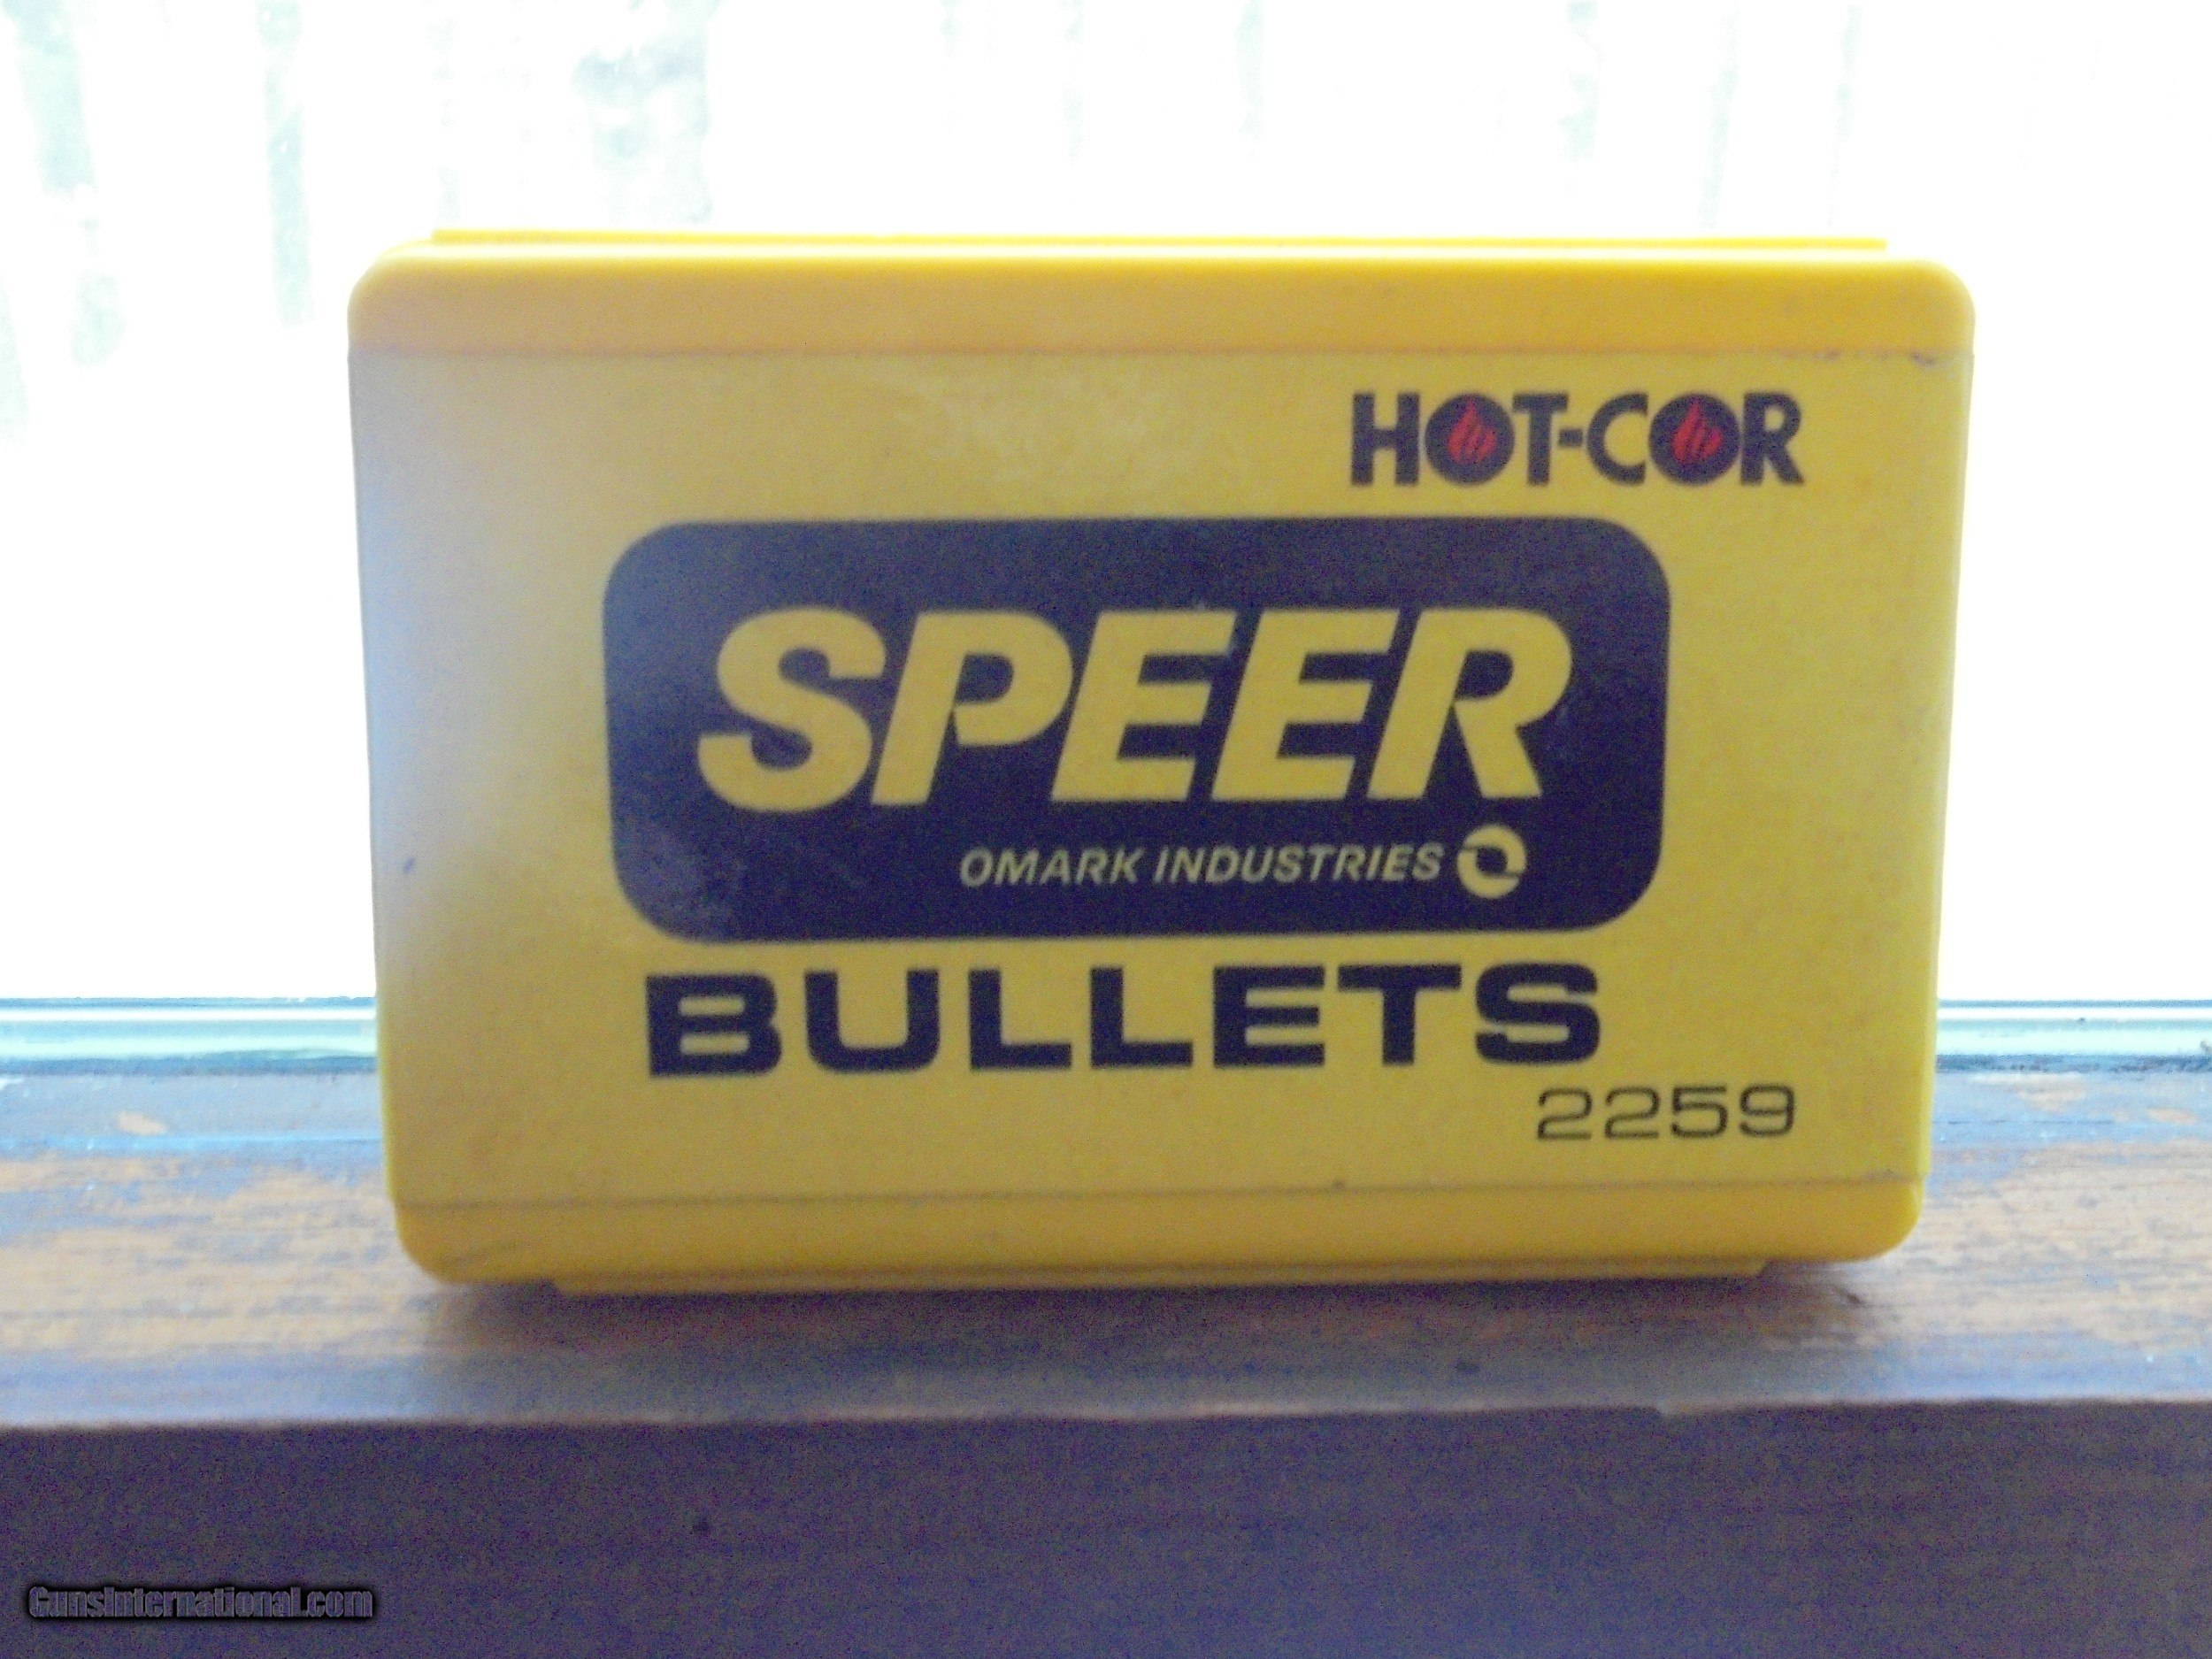 HOT-COR
SPEER
OMARK INDUSTRIES
BULLETS
2259
GunsInternational.com